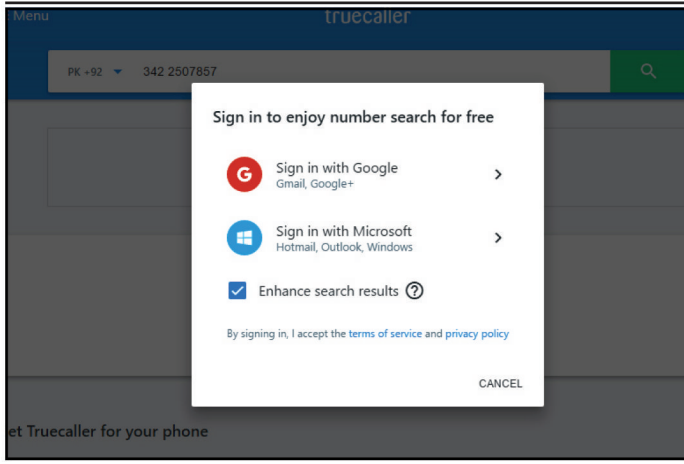 Menu
truecaller
PK +92 342 2507857
Sign in to enjoy number search for free
G
Sign in with Google
Gmail, Google+
Sign in with Microsoft
Hotmail, Outlook, Windows
Enhance search results ?
By signing in, I accept the terms of service and privacy policy
CANCEL
et Truecaller for your phone